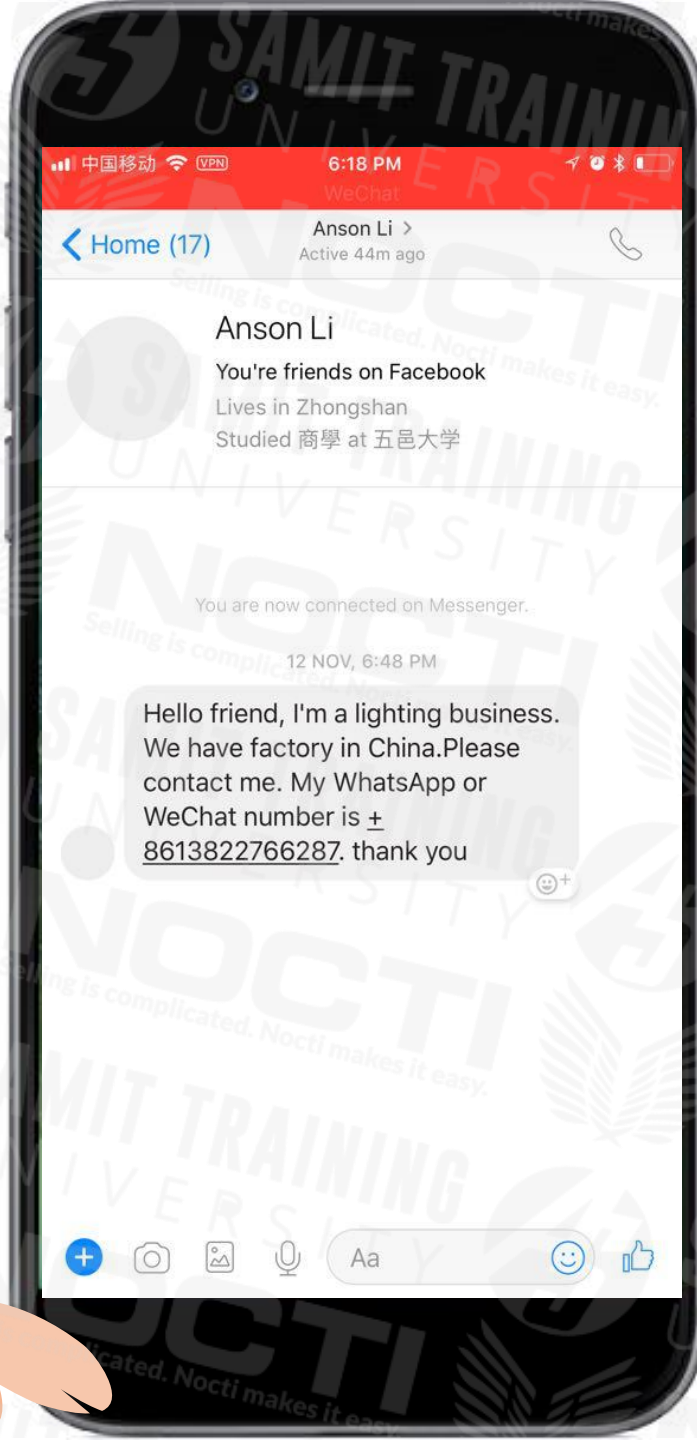 中国移动 VPN 6:18 PM
WeChat
Home (17)
Anson Li >
Active 44m ago
Anson Li
You're friends on Facebook
Lives in Zhongshan
Studied 商學 at 五邑大学
You are now connected on Messenger.
12 NOV, 6:48 PM
Hello friend, I'm a lighting business.
We have factory in China.Please
contact me. My WhatsApp or
WeChat number is +
8613822766287. thank you
Aa
SAMIT TRAINING
UNIVERSITY
NOCTI
Selling is complicated. Nocti makes it easy.